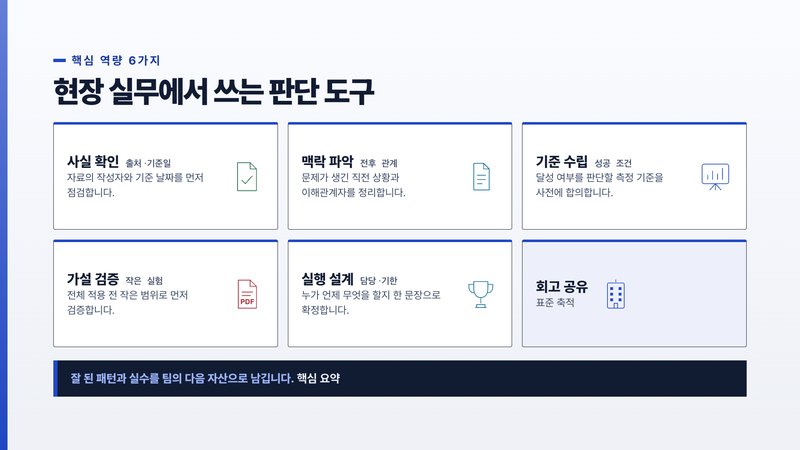 핵심 역량 6가지
현장 실무에서 쓰는 판단 도구
사실 확인 출처 ·기준일
자료의 작성자와 기준 날짜를 먼저
점검합니다.
맥락 파악 전후 관계
문제가 생긴 직전 상황과
이해관계자를 정리합니다.
기준 수립 성공 조건
달성 여부를 판단할 측정 기준을
사전에 합의합니다.
가설 검증 작은 실험
전체 적용 전 작은 범위로 먼저
검증합니다.
PDF
실행 설계 담당 ·기한
누가 언제 무엇을 할지 한 문장으로
확정합니다.
회고 공유
표준 축적
잘 된 패턴과 실수를 팀의 다음 자산으로 남깁니다. 핵심 요약